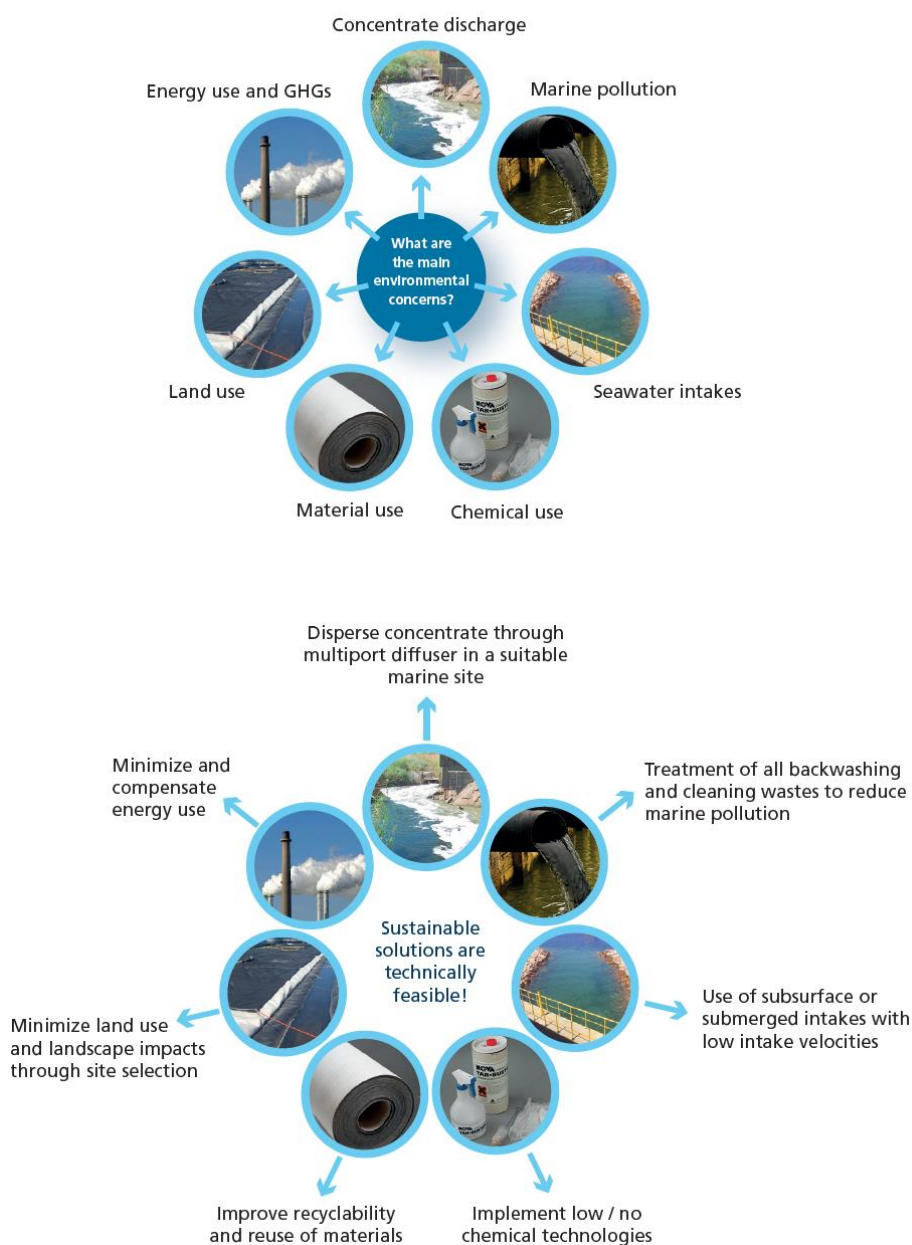 Concentrate discharge
Energy use and GHGs
Marine pollution
What are
the main
environmental
concerns?
Land use
Seawater intakes
Material use
Chemical use
Disperse concentrate through
multiport diffuser in a suitable
marine site
Minimize and
compensate
energy use
Treatment of all backwashing
and cleaning wastes to reduce
marine pollution
Sustainable
solutions are
technically
feasible!
Minimize land use
and landscape impacts
through site selection
Use of subsurface or
submerged intakes with
low intake velocities
Improve recyclability
and reuse of materials
Implement low / no
chemical technologies